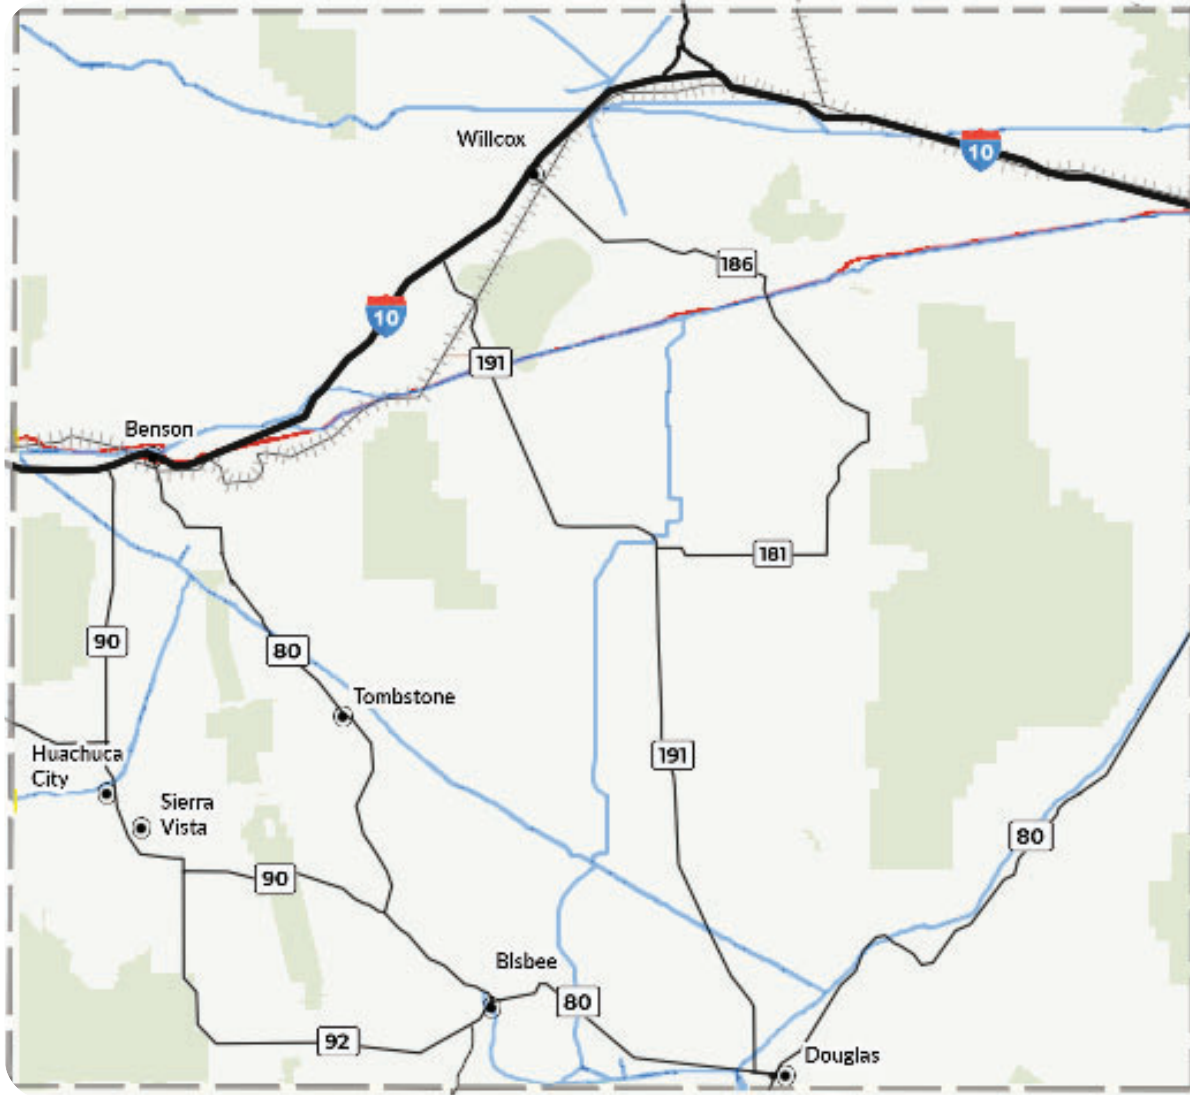 Willcox
10
186
10
191
Benson
181
90
80
Tombstone
Huachuca
City
191
Sierra
Vista
80
90
BIsbee
80
92
Douglas